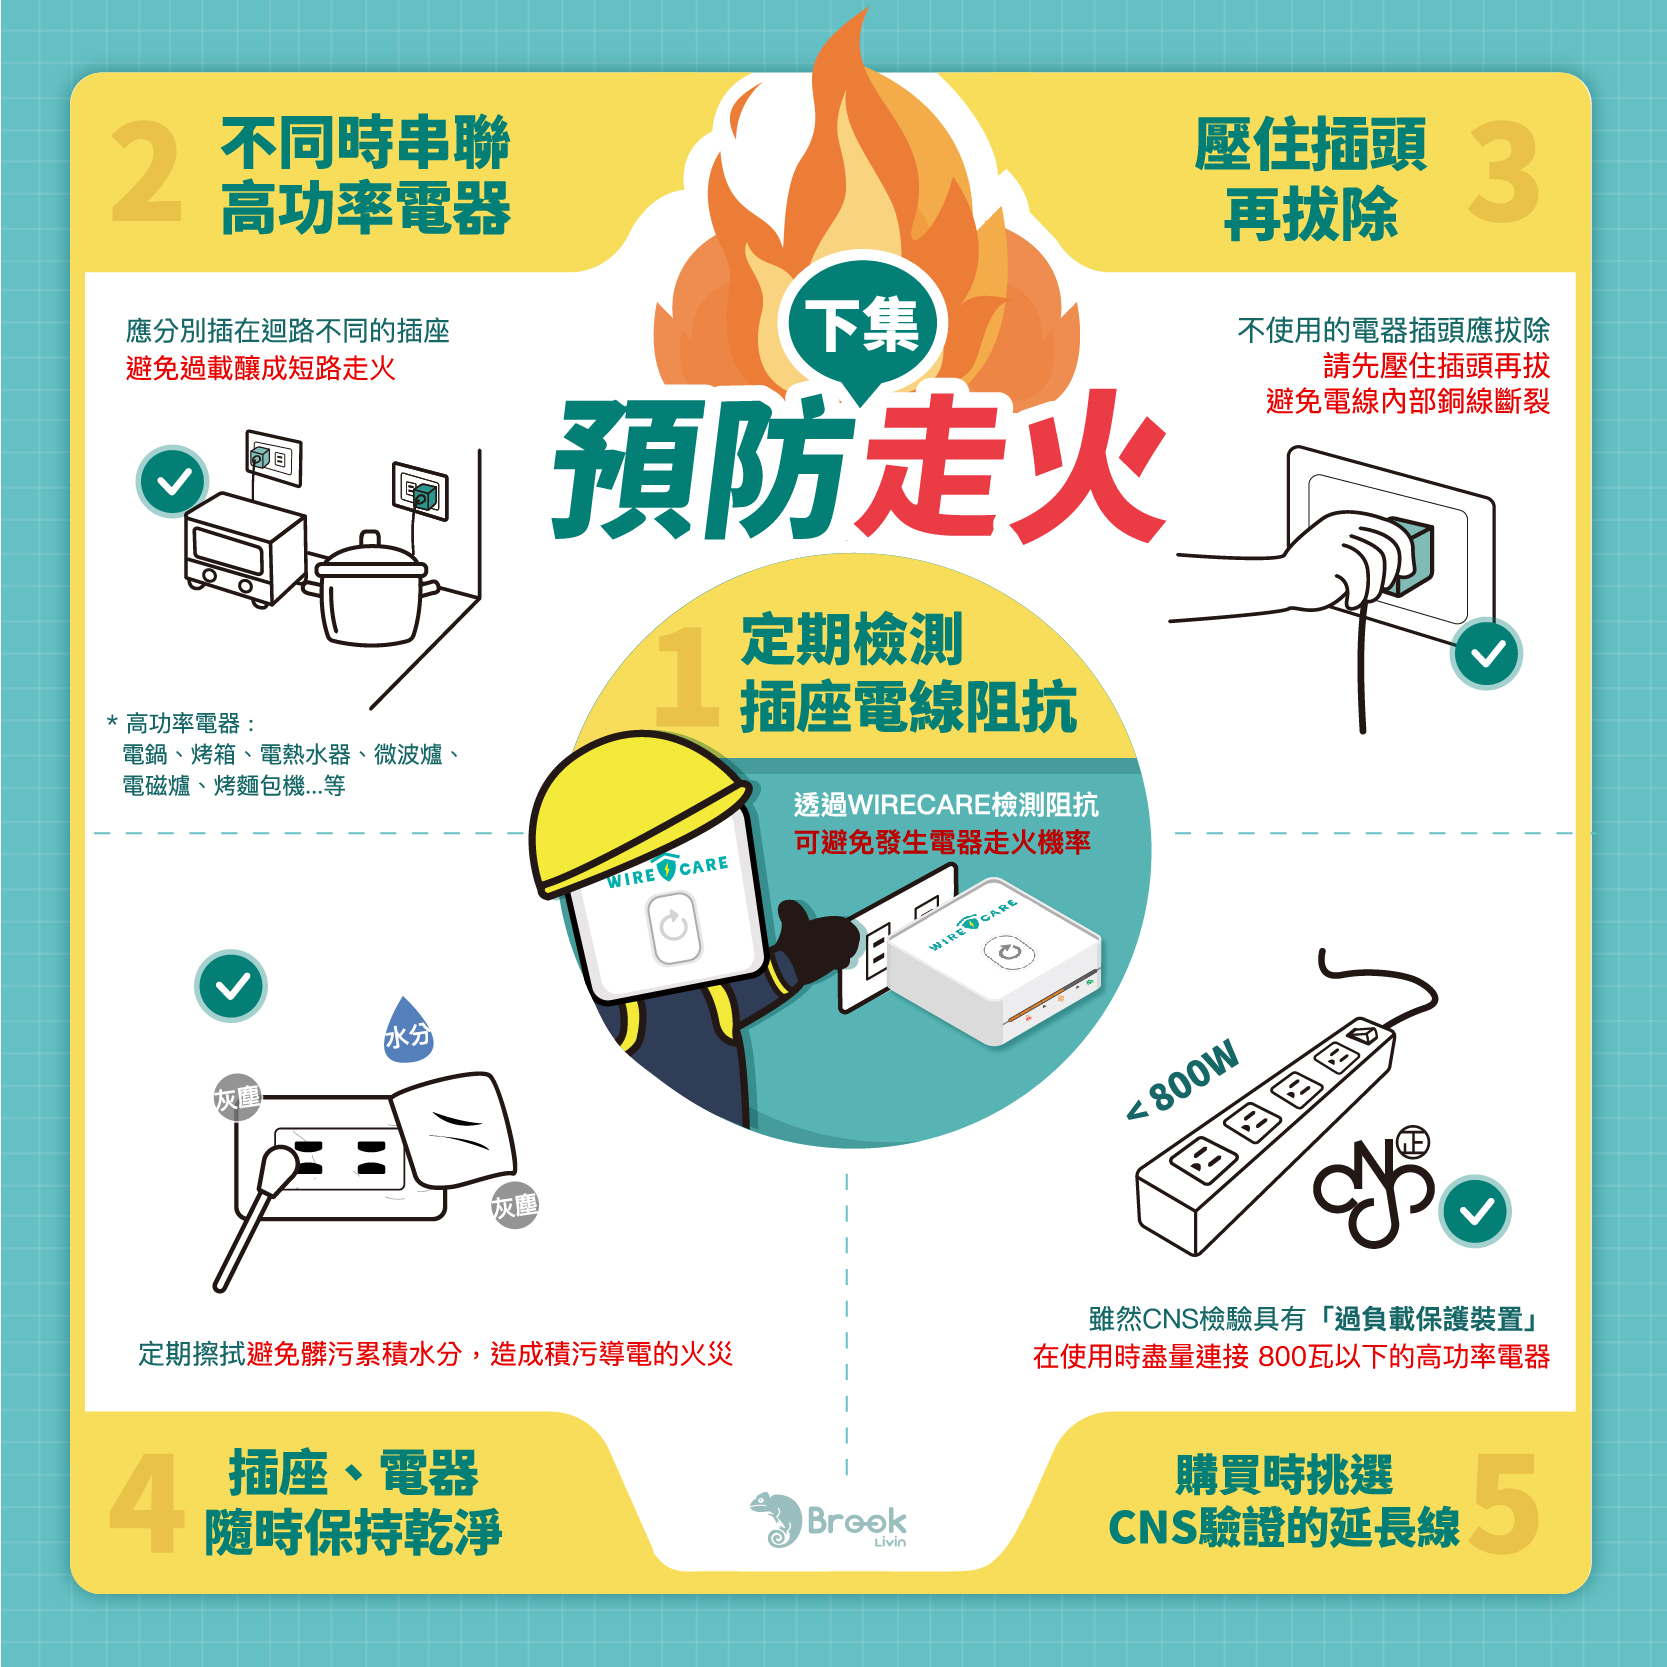 下集
預防走火
1
定期檢測
插座電線阻抗
透過WIRECARE檢測阻抗
可避免發生電器走火機率
WIRE CARE
WIRE CARE
2
不同時串聯
高功率電器
應分別插在迴路不同的插座
避免過載釀成短路走火
* 高功率電器：
電鍋、烤箱、電熱水器、微波爐、
電磁爐、烤麵包機...等
3
壓住插頭
再拔除
不使用的電器插頭應拔除
請先壓住插頭再拔
避免電線內部銅線斷裂
水分
灰塵
灰塵
定期擦拭避免髒污累積水分，造成積污導電的火災
4
插座、電器
隨時保持乾淨
<800W
CNS
正
雖然CNS檢驗具有「過負載保護裝置」
在使用時盡量連接 800瓦以下的高功率電器
購買時挑選
CNS驗證的延長線
5
Brook
Livin